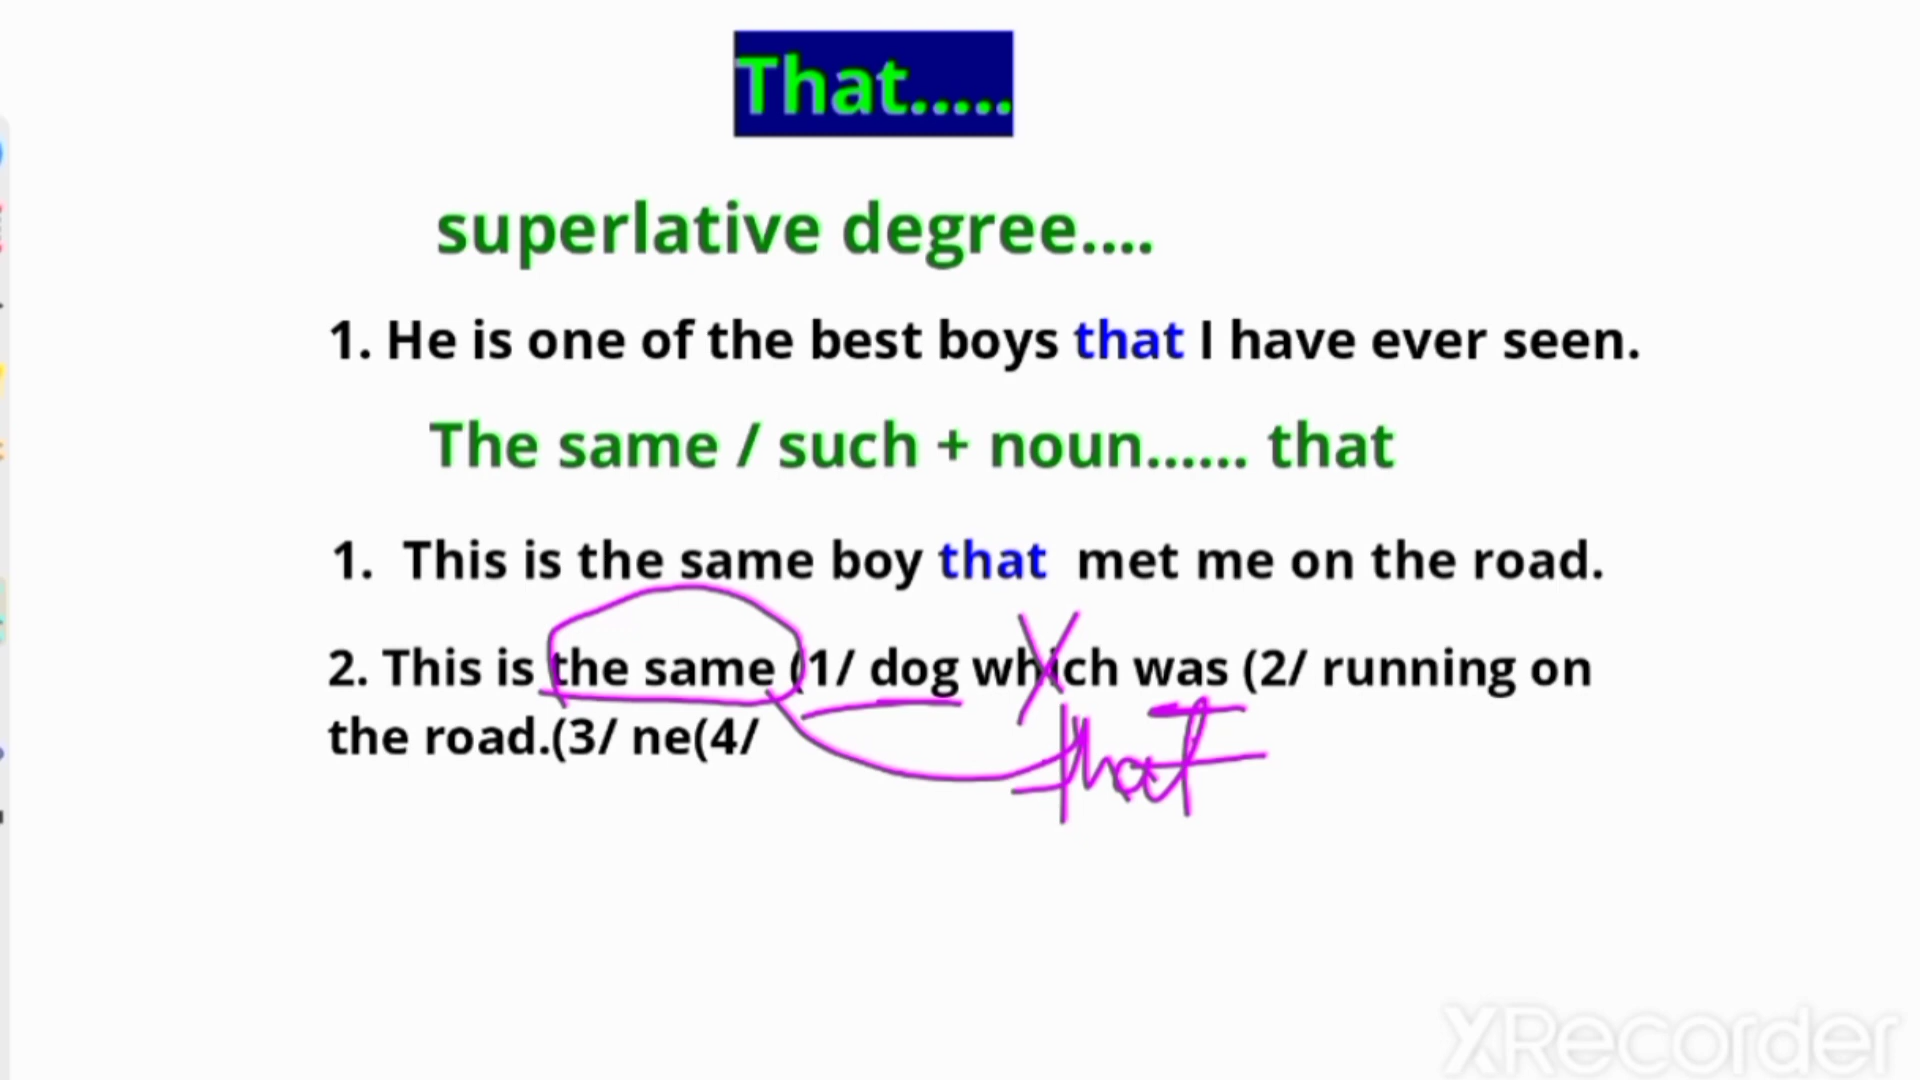 That.....
superlative degree....
1. He is one of the best boys that I have ever seen.
The same / such + noun...... that
1. This is the same boy that met me on the road.
2. This is the same (1/ dog which was (2/ running on
the road.(3/ ne(4/
that
XRecorder